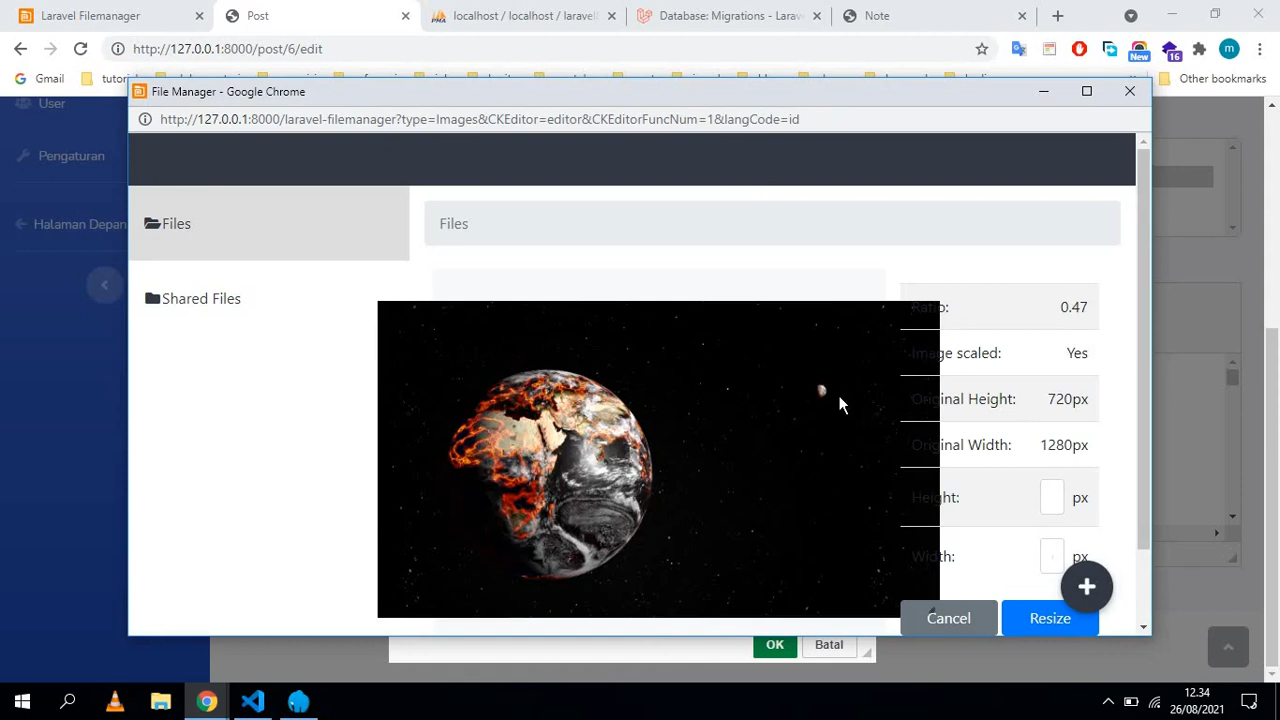 Laravel Filemanager
Post
localhost / localhost / laravell
Database: Migrations - Larav
Note
http://127.0.0.1:8000/post/6/edit
New
16
m
Gmail
Other bookmarks
File Manager - Google Chrome
http://127.0.0.1:8000/laravel-filemanager?type=Images&CKEditor=editor&CKEditorFuncNum=1&langCode=id
User
Pengaturan
Halaman Depan
Files
Files
Shared Files
Ratio:
0.47
Image scaled:
Yes
Original Height:
720px
Original Width:
1280px
Height:
px
Width:
px
Cancel
Resize
OK
Batal
12.34
26/08/2021